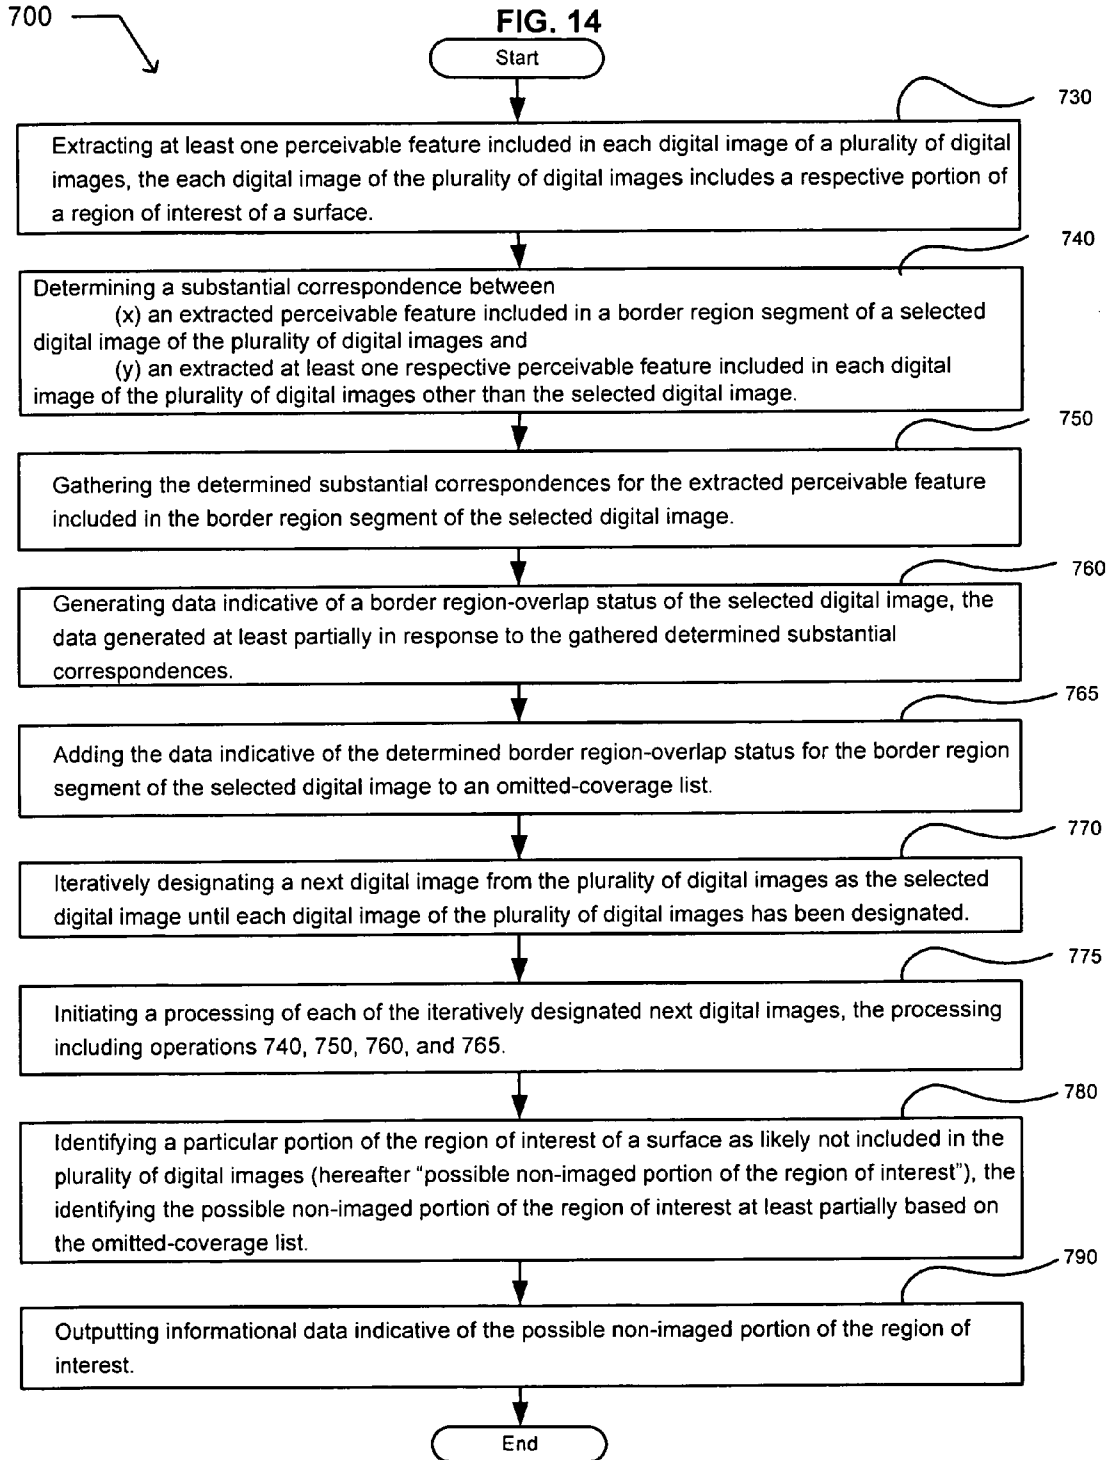 700
FIG. 14
Start
730
Extracting at least one perceivable feature included in each digital image of a plurality of digital
images, the each digital image of the plurality of digital images includes a respective portion of
a region of interest of a surface.
740
Determining a substantial correspondence between
(x) an extracted perceivable feature included in a border region segment of a selected
digital image of the plurality of digital images and
(y) an extracted at least one respective perceivable feature included in each digital
image of the plurality of digital images other than the selected digital image.
750
Gathering the determined substantial correspondences for the extracted perceivable feature
included in the border region segment of the selected digital image.
760
Generating data indicative of a border region-overlap status of the selected digital image, the
data generated at least partially in response to the gathered determined substantial
correspondences.
765
Adding the data indicative of the determined border region-overlap status for the border region
segment of the selected digital image to an omitted-coverage list.
770
Iteratively designating a next digital image from the plurality of digital images as the selected
digital image until each digital image of the plurality of digital images has been designated.
775
Initiating a processing of each of the iteratively designated next digital images, the processing
including operations 740, 750, 760, and 765.
780
Identifying a particular portion of the region of interest of a surface as likely not included in the
plurality of digital images (hereafter “possible non-imaged portion of the region of interest”), the
identifying the possible non-imaged portion of the region of interest at least partially based on
the omitted-coverage list.
790
Outputting informational data indicative of the possible non-imaged portion of the region of
interest.
End